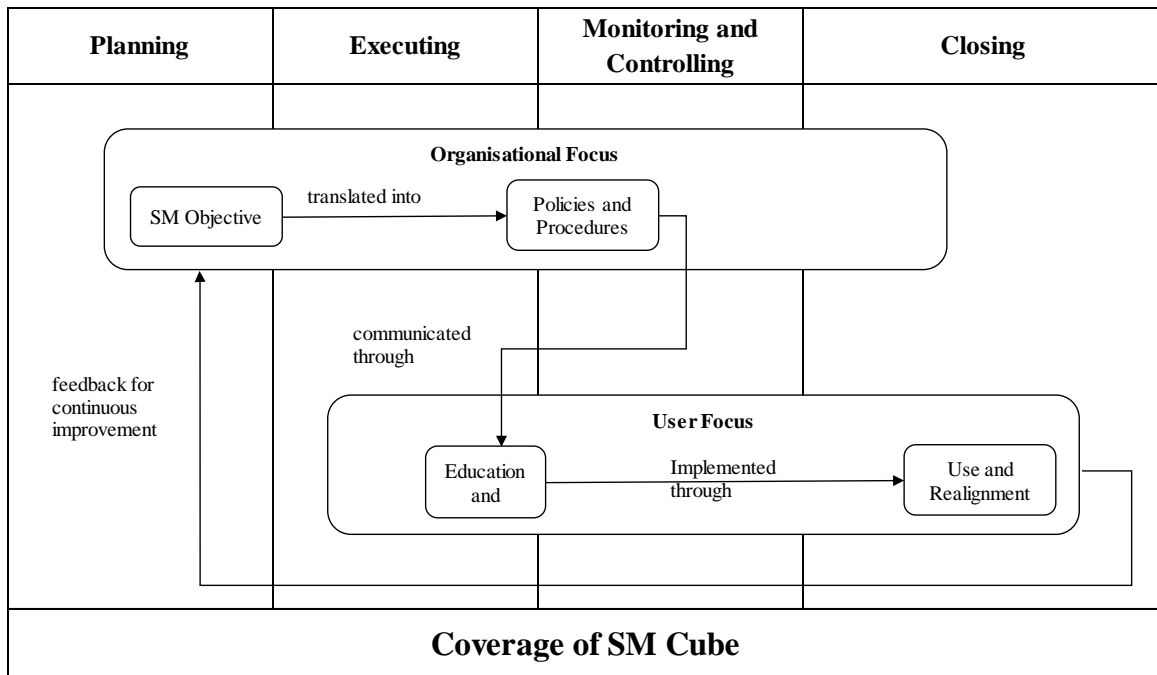 Planning
Executing
Monitoring and
Controlling
Closing
Organisational Focus
SM Objective
translated into
Policies and
Procedures
communicated
through
feedback for
continuous
improvement
User Focus
Education
and
Implemented
through
Use and
Realignment
Coverage of SM Cube